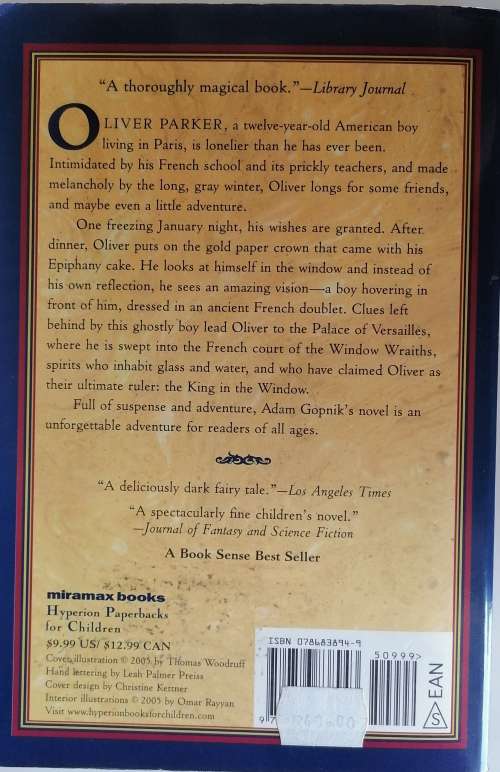 “A thoroughly magical book.”—Library Journal
OLIVER PARKER, a twelve-year-old American boy
living in Paris, is lonelier than he has ever been.
Intimidated by his French school and its prickly teachers, and made
melancholy by the long, gray winter, Oliver longs for some friends,
and maybe even a little adventure.
One freezing January night, his wishes are granted. After
dinner, Oliver puts on the gold paper crown that came with his
Epiphany cake. He looks at himself in the window and instead of
his own reflection, he sees an amazing vision—a boy hovering in
front of him, dressed in an ancient French doublet. Clues left
behind by this ghostly boy lead Oliver to the Palace of Versailles,
where he is swept into the French court of the Window Wraiths,
spirits who inhabit glass and water, and who have claimed Oliver as
their ultimate ruler: the King in the Window.
Full of suspense and adventure, Adam Gopnik’s novel is an
unforgettable adventure for readers of all ages.
“A deliciously dark fairy tale.”—Los Angeles Times
“A spectacularly fine children’s novel.”
—Journal of Fantasy and Science Fiction
A Book Sense Best Seller
miramax books
Hyperion Paperbacks
for Children
$9.99 US/ $12.99 CAN
Cover illustration © 2005 by Thomas Woodruff
Hand lettering by Leah Palmer Preiss
Cover design by Christine Kettner
Interior illustrations © 2005 by Omar Rayyan
Visit www.hyperionbooksforchildren.com
ISBN 078683894-9
50999>
9
S EAN